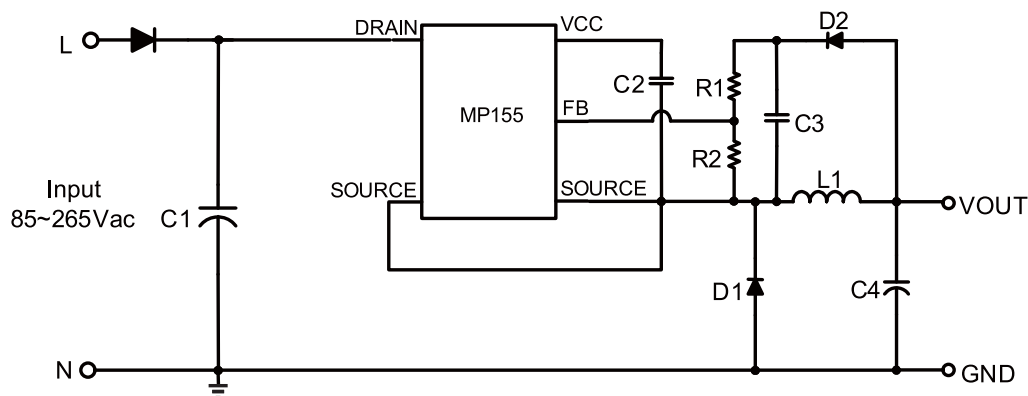 L
DRAIN
VCC
D2
C2
R1
MP155
FB
C3
R2
Input
85~265Vac
C1
SOURCE
SOURCE
L1
VOUT
D1
C4
N
GND